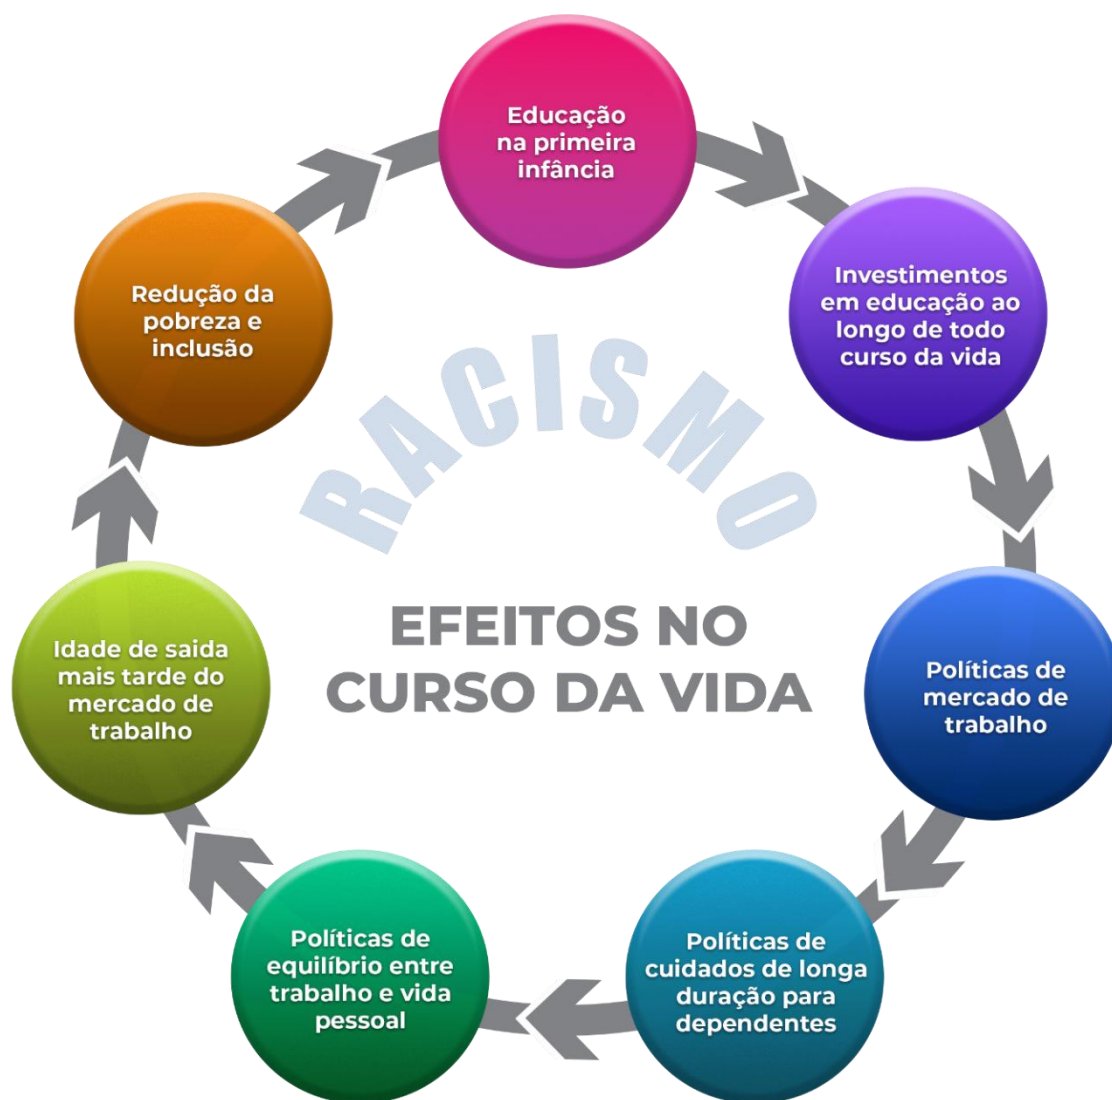 Educação
na primeira
infância
Investimentos
em educação ao
longo de todo
curso da vida
Políticas de
mercado de
trabalho
Políticas de
cuidados de longa
duração para
dependentes
Políticas de
equilíbrio entre
trabalho e vida
pessoal
Idade de saida
mais tarde do
mercado de
trabalho
Redução da
pobreza e
inclusão
RACISMO
EFEITOS NO
CURSO DA VIDA